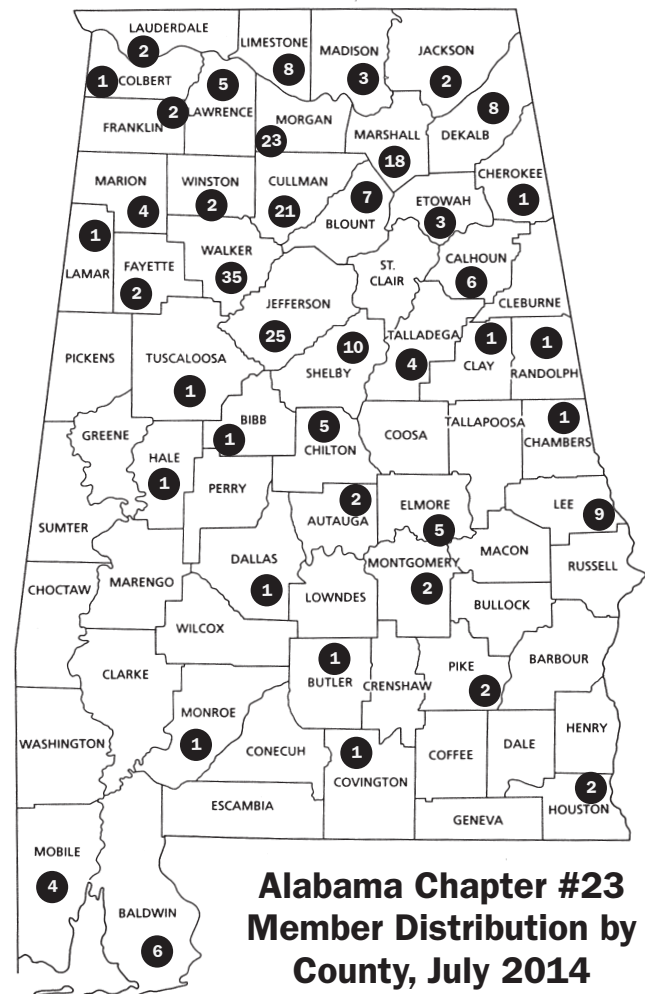 LAUDERDALE
2
LIMESTONE
8
MADISON
3
JACKSON
2
1
COLBERT
5
LAWRENCE
2
FRANKLIN
MORGAN
23
MARSHALL
18
8
DEKALB
CHEROKEE
1
MARION
4
WINSTON
2
CULLMAN
21
7
BLOUNT
ETOWAH
3
1
LAMAR
FAYETTE
2
WALKER
35
JEFFERSON
25
ST.
CLAIR
CALHOUN
6
CLEBURNE
PICKENS
TUSCALOOSA
1
10
SHELBY
TALLADEGA
4
1
CLAY
1
RANDOLPH
GREENE
HALE
1
BIBB
1
5
CHILTON
COOSA
TALLAPOOSA
1
CHAMBERS
PERRY
2
AUTAUGA
ELMORE
5
LEE
9
SUMTER
DALLAS
1
MONTGOMERY
2
MACON
RUSSELL
CHOCTAW
MARENGO
LOWNDES
BULLOCK
WILCOX
CLARKE
1
BUTLER
CRENSHAW
PIKE
2
BARBOUR
WASHINGTON
MONROE
1
CONECUH
1
COVINGTON
COFFEE
DALE
HENRY
ESCAMBIA
GENEVA
2
HOUSTON
MOBILE
4
BALDWIN
6
Alabama Chapter #23
Member Distribution by
County, July 2014